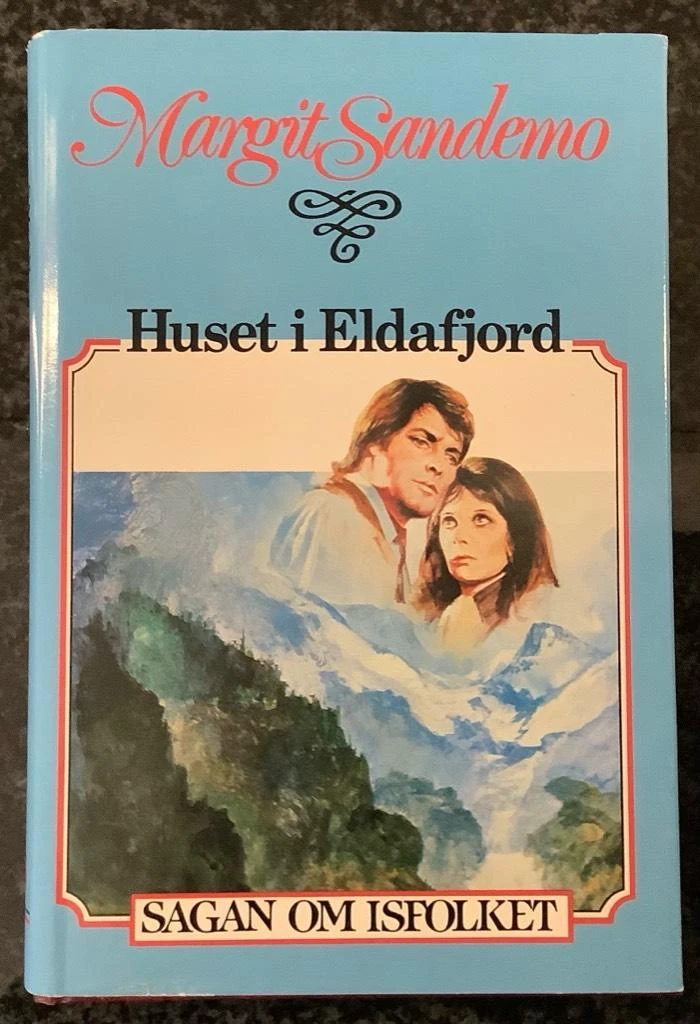 Margit Sandemo
Huset i Eldafjord
SAGAN OM ISFOLKET